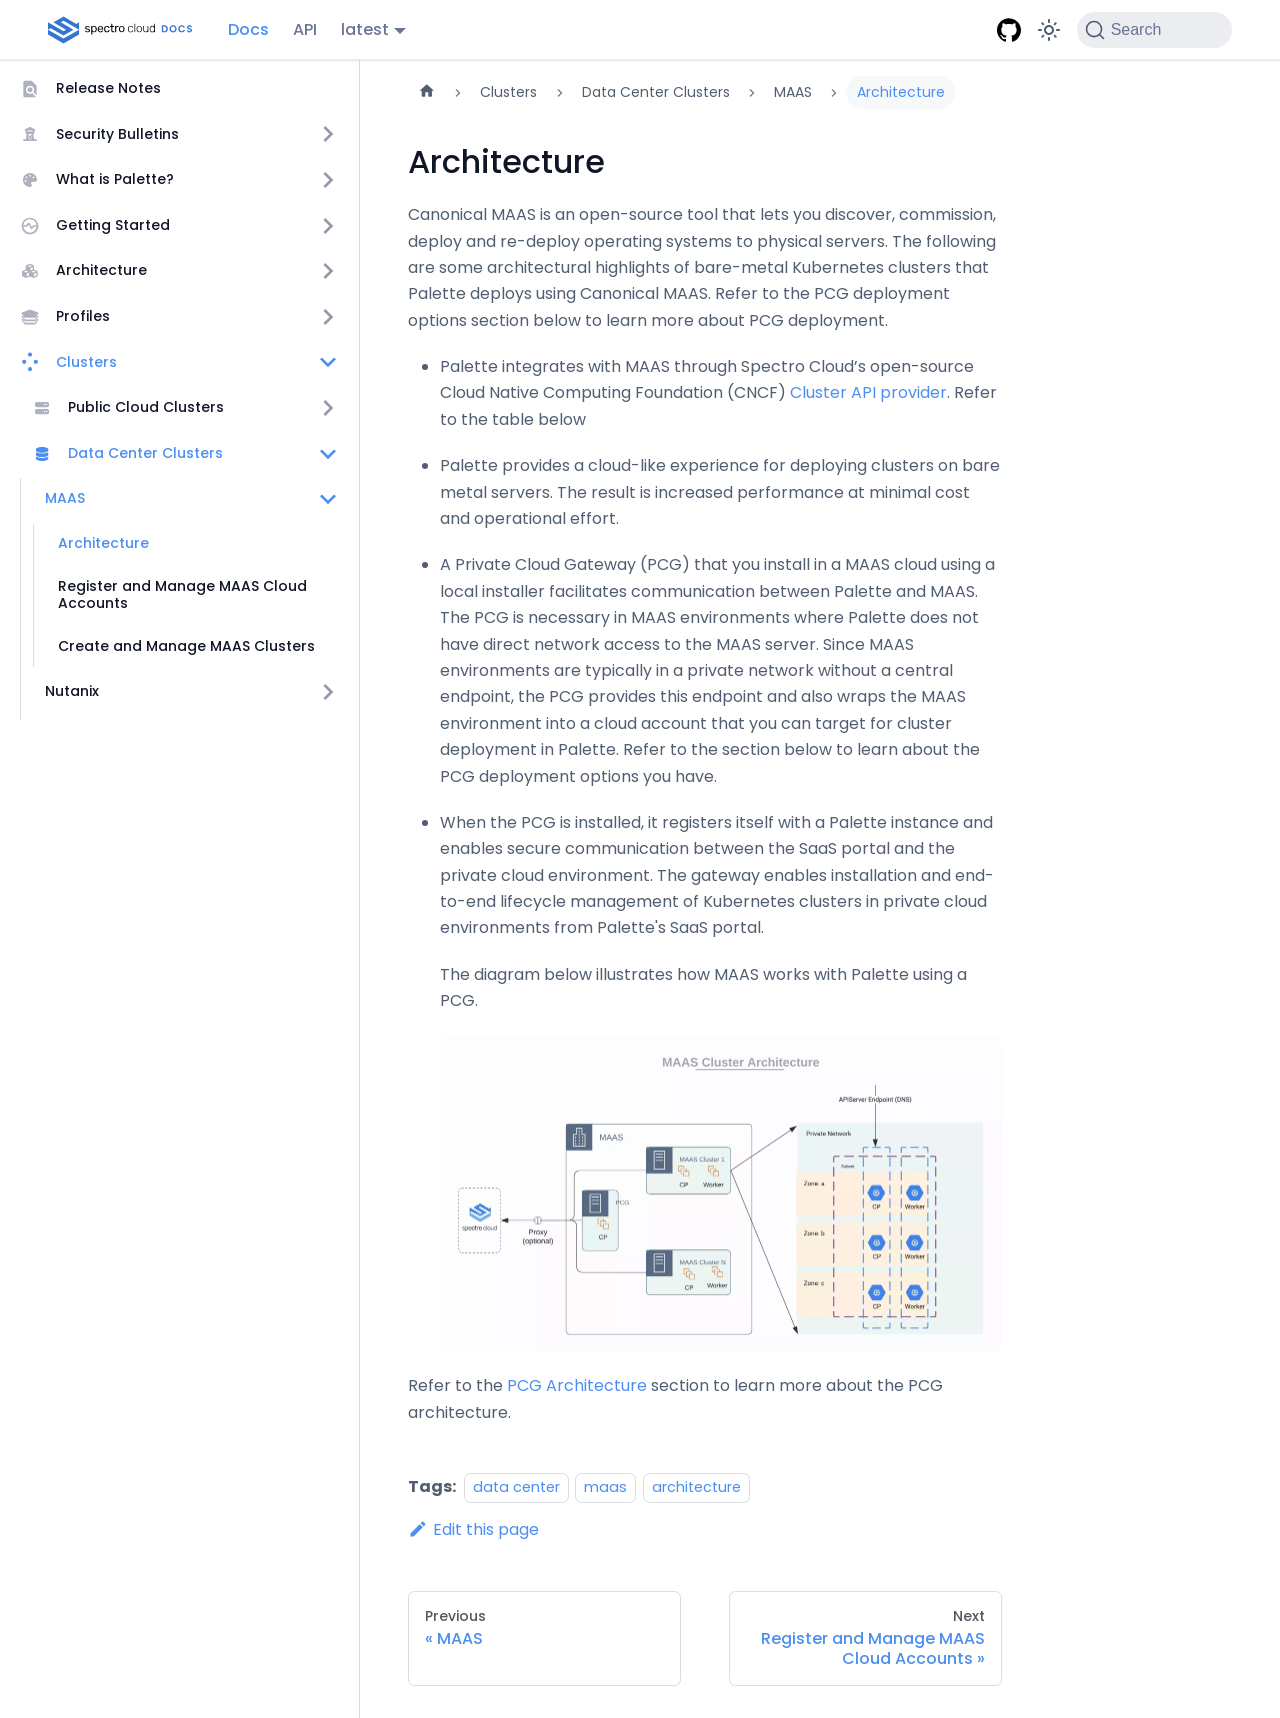 spectro cloud DOCS
Docs
API
latest
Search
Release Notes
Security Bulletins
What is Palette?
Getting Started
Architecture
Profiles
Clusters
Public Cloud Clusters
Data Center Clusters
MAAS
Architecture
Register and Manage MAAS Cloud
Accounts
Create and Manage MAAS Clusters
Nutanix
Clusters
Data Center Clusters
MAAS
Architecture
Architecture
Canonical MAAS is an open-source tool that lets you discover, commission,
deploy and re-deploy operating systems to physical servers. The following
are some architectural highlights of bare-metal Kubernetes clusters that
Palette deploys using Canonical MAAS. Refer to the PCG deployment
options section below to learn more about PCG deployment.
Palette integrates with MAAS through Spectro Cloud’s open-source
Cloud Native Computing Foundation (CNCF) Cluster API provider. Refer
to the table below
Palette provides a cloud-like experience for deploying clusters on bare
metal servers. The result is increased performance at minimal cost
and operational effort.
A Private Cloud Gateway (PCG) that you install in a MAAS cloud using a
local installer facilitates communication between Palette and MAAS.
The PCG is necessary in MAAS environments where Palette does not
have direct network access to the MAAS server. Since MAAS
environments are typically in a private network without a central
endpoint, the PCG provides this endpoint and also wraps the MAAS
environment into a cloud account that you can target for cluster
deployment in Palette. Refer to the section below to learn about the
PCG deployment options you have.
When the PCG is installed, it registers itself with a Palette instance and
enables secure communication between the SaaS portal and the
private cloud environment. The gateway enables installation and end-
to-end lifecycle management of Kubernetes clusters in private cloud
environments from Palette's SaaS portal.
The diagram below illustrates how MAAS works with Palette using a
PCG.
MAAS Cluster Architecture
APIServer Endpoint (DNS)
MAAS
Private Network
MAAS Cluster 1
CP
Worker
Subnet
Zone: a
CP
Worker
spectro cloud
Proxy
(optional)
PCG
CP
Zone: b
CP
Worker
MAAS Cluster N
CP
Worker
Zone: c
CP
Worker
Refer to the PCG Architecture section to learn more about the PCG
architecture.
Tags:
data center
maas
architecture
Edit this page
Previous
« MAAS
Next
Register and Manage MAAS
Cloud Accounts »